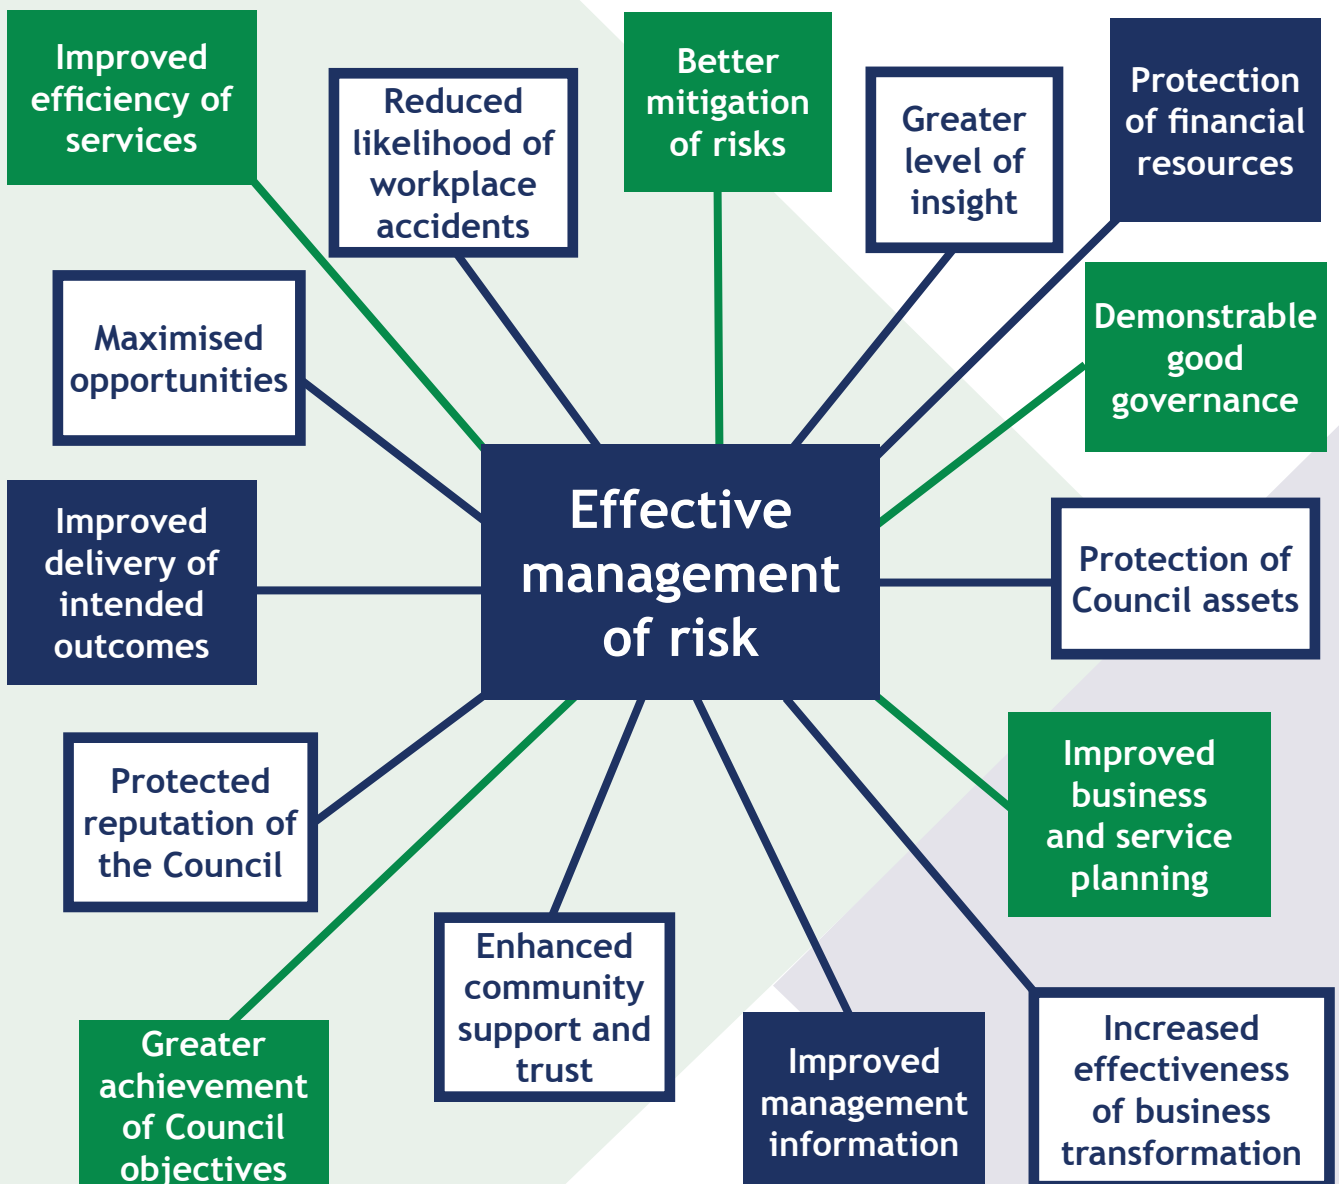 Improved
efficiency of
services
Reduced
likelihood of
workplace
accidents
Better
mitigation
of risks
Greater
level of
insight
Protection
of financial
resources
Maximised
opportunities
Demonstrable
good
governance
Improved
delivery of
intended
outcomes
Effective
management
of risk
Protection of
Council assets
Protected
reputation of
the Council
Improved
business
and service
planning
Greater
achievement
of Council
objectives
Enhanced
community
support and
trust
Improved
management
information
Increased
effectiveness
of business
transformation